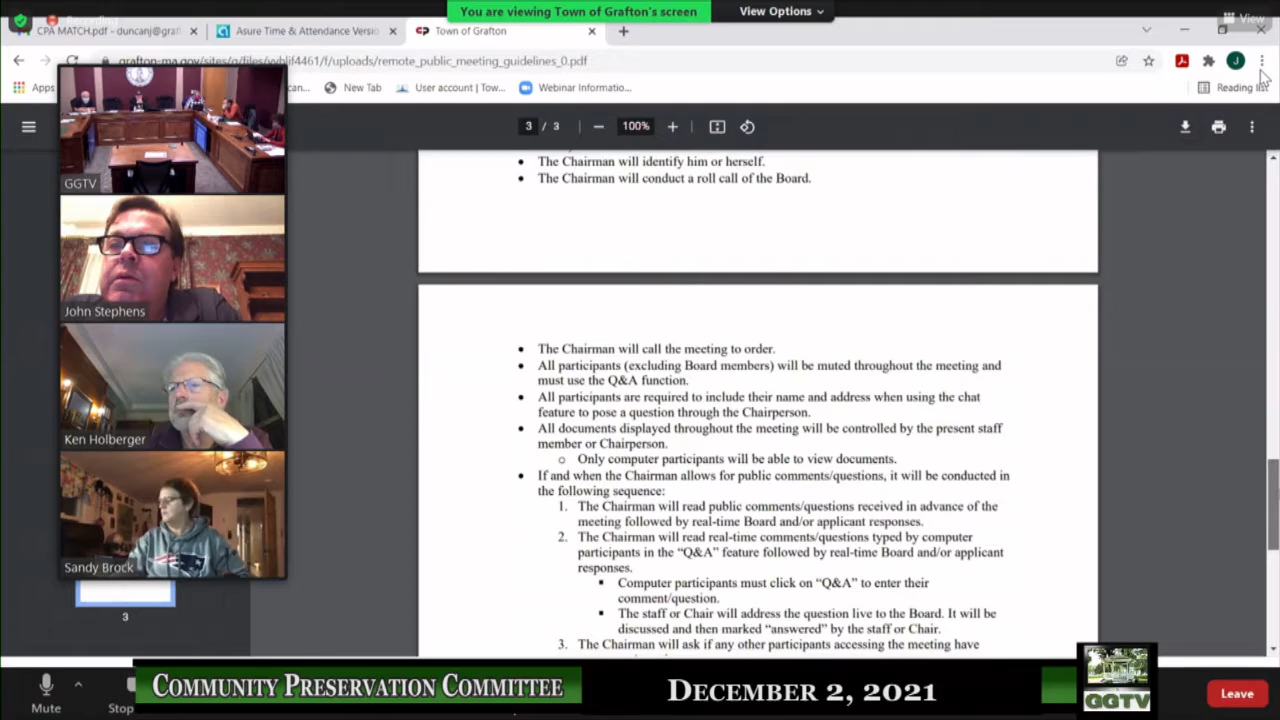 You are viewing Town of Grafton's screen
View Options
Recording
View
CPA MATCH.pdf - duncanj@graf
Asure Time & Attendance Versio
Town of Grafton
/uploads/remote_public_meeting_guidelines_0.pdf
Apps
New Tab
User account | Tow...
Webinar Informatio...
Reading list
3 / 3
100%
The Chairman will identify him or herself.
The Chairman will conduct a roll call of the Board.
GGTV
John Stephens
Ken Holberger
Sandy Brock
3
The Chairman will call the meeting to order.
All participants (excluding Board members) will be muted throughout the meeting and
must use the Q&A function.
All participants are required to include their name and address when using the chat
feature to pose a question through the Chairperson.
All documents displayed throughout the meeting will be controlled by the present staff
member or Chairperson.
Only computer participants will be able to view documents.
If and when the Chairman allows for public comments/questions, it will be conducted in
the following sequence:
1. The Chairman will read public comments/questions received in advance of the
meeting followed by real-time Board and/or applicant responses.
2. The Chairman will read real-time comments/questions typed by computer
participants in the “Q&A” feature followed by real-time Board and/or applicant
responses.
Computer participants must click on “Q&A” to enter their
comment/question.
The staff or Chair will address the question live to the Board. It will be
discussed and then marked “answered” by the staff or Chair.
3. The Chairman will ask if any other participants accessing the meeting have
Mute
Stop
COMMUNITY PRESERVATION COMMITTEE
DECEMBER 2, 2021
GGTV
Leave